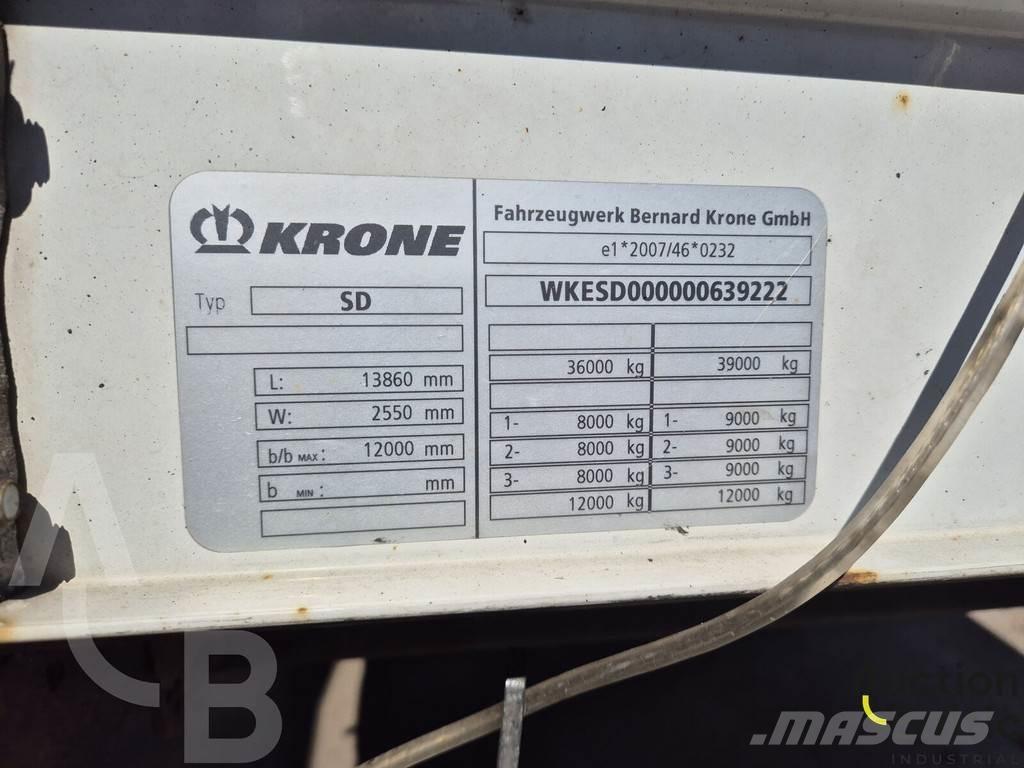 KRONE
Typ SD
L: 13860 mm
W: 2550 mm
b/b MAX : 12000 mm
b MIN : mm
Fahrzeugwerk Bernard Krone GmbH
e1*2007/46*0232
WKESD000000639222
36000 kg 39000 kg
1- 8000 kg 1- 9000 kg
2- 8000 kg 2- 9000 kg
3- 8000 kg 3- 9000 kg
12000 kg 12000 kg
A
B
MASCUS
INDUSTRIAL